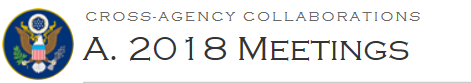 CROSS-AGENCY COLLABORATIONS
A. 2018 MEETINGS